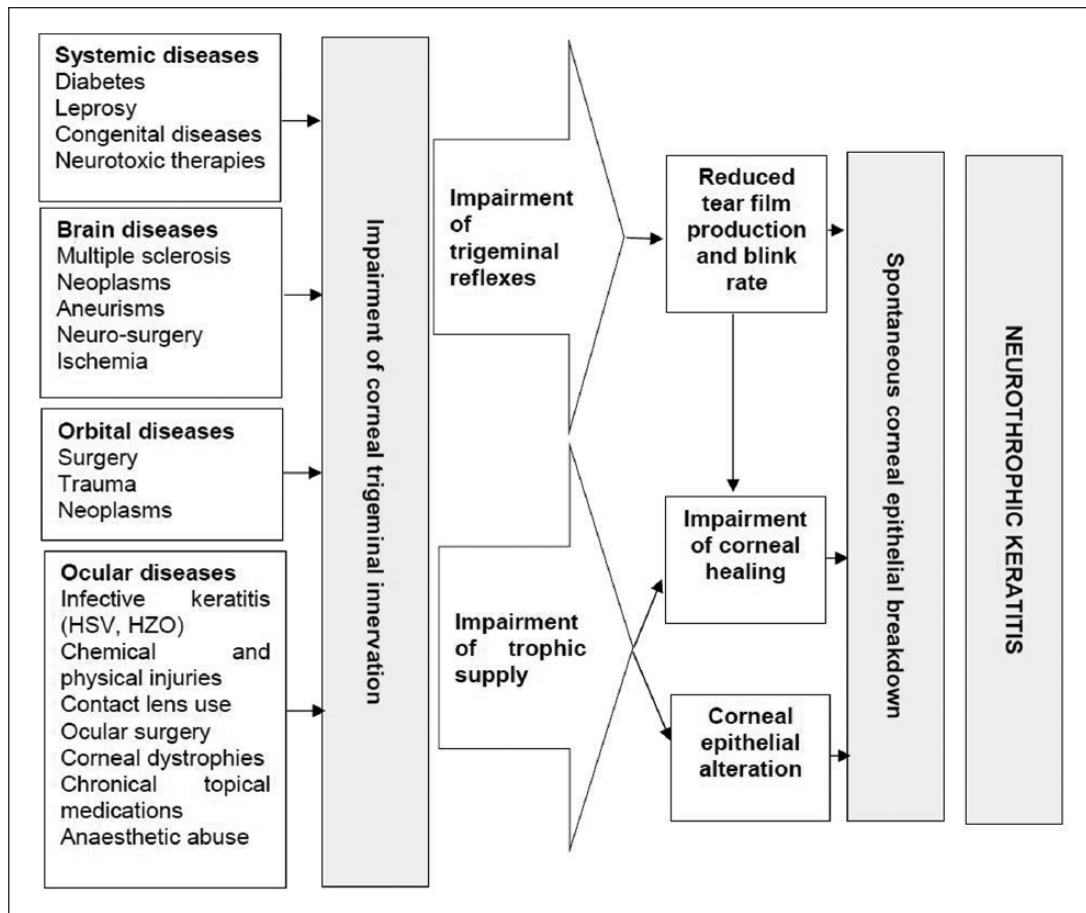 Systemic diseases
Diabetes
Leprosy
Congenital diseases
Neurotoxic therapies
Brain diseases
Multiple sclerosis
Neoplasms
Aneurisms
Neuro-surgery
Ischemia
Orbital diseases
Surgery
Trauma
Neoplasms
Ocular diseases
Infective keratitis
(HSV, HZO)
Chemical and
physical injuries
Contact lens use
Ocular surgery
Corneal dystrophies
Chronical topical
medications
Anaesthetic abuse
Impairment of corneal trigeminal innervation
Impairment
of
trigeminal
reflexes
Impairment
of trophic
supply
Reduced
tear film
production
and blink
rate
Impairment
of corneal
healing
Corneal
epithelial
alteration
Spontaneous corneal epithelial breakdown
NEUROTHROPHIC KERATITIS